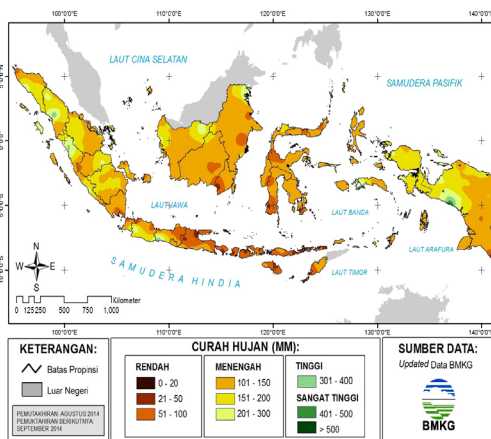 100°0'0"E 110°0'0"E 120°0'0"E 130°0'0"E 140°0'0"E
LAUT CINA SELATAN
SAMUDERA PASIFIK
LAUT JAWA
LAUT BANDA
LAUT ARAFURA
LAUT TIMOR
SAMUDERA HINDIA
N
W E
S
0 125 250 500 750 1,000
Kilometer
100°0'0"E 110°0'0"E 120°0'0"E 130°0'0"E 140°0'0"E
KETERANGAN:
Batas Propinsi
Luar Negeri
PEMUTAKHIRAN: AGUSTUS 2014
PEMUKTAHIRAN BERIKUTNYA:
SEPTEMBER 2014
CURAH HUJAN (MM):
RENDAH
0 - 20
21 - 50
51 - 100
MENENGAH
101 - 150
151 - 200
201 - 300
TINGGI
301 - 400
SANGAT TINGGI
401 - 500
> 500
SUMBER DATA:
Updated Data BMKG
BMKG